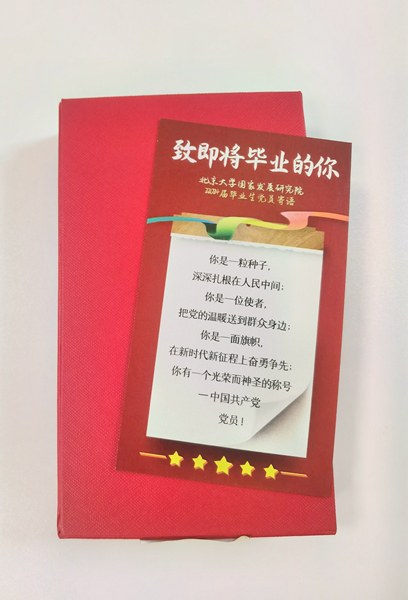 致即将毕业的你
北京大学国家发展研究院
2024届毕业生党员寄语
你是一粒种子，
深深扎根在人民中间；
你是一位使者，
把党的温暖送到群众身边；
你是一面旗帜，
在新时代新征程上奋勇争先；
你有一个光荣而神圣的称号
—中国共产党
党员！